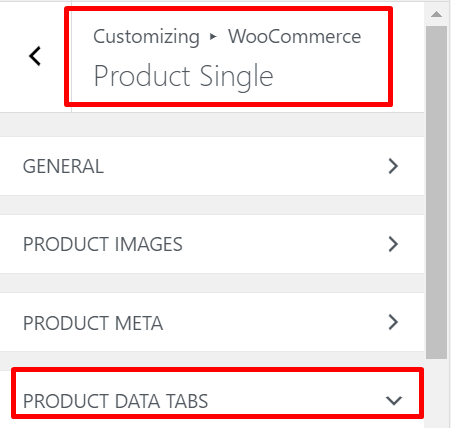 Customizing ▸ WooCommerce
Product Single
GENERAL
PRODUCT IMAGES
PRODUCT META
PRODUCT DATA TABS